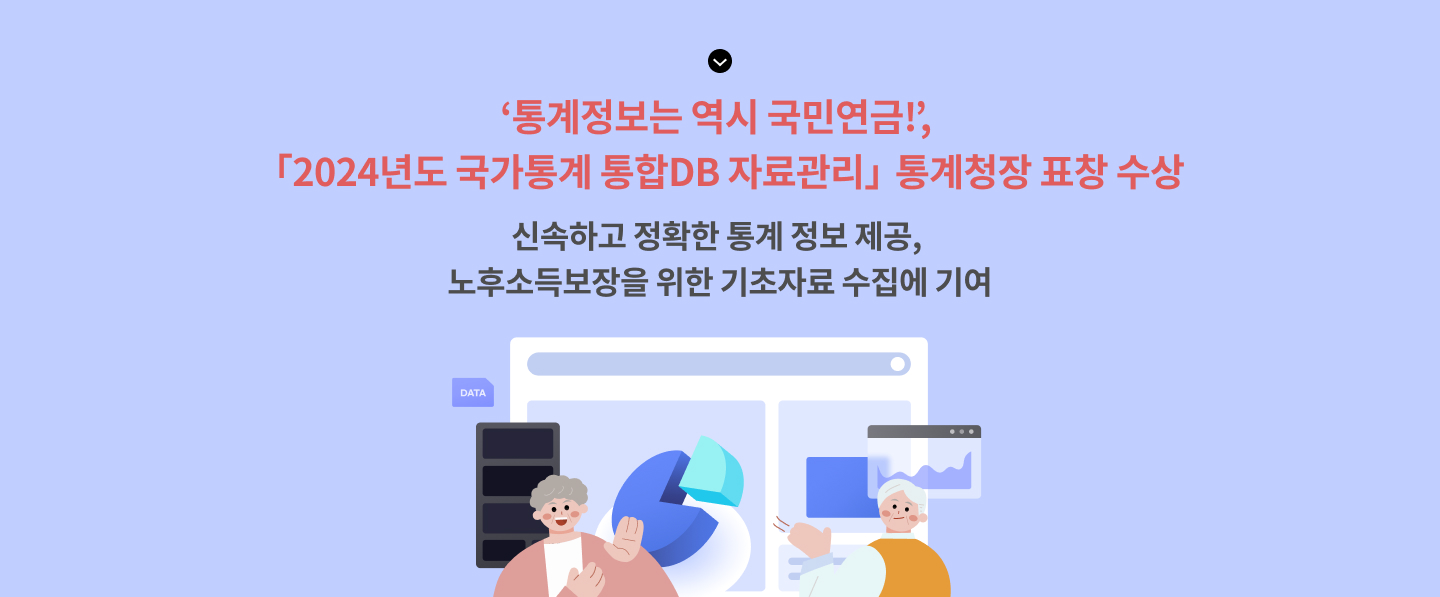 ‘통계정보는 역시 국민연금!’,
「2024년도 국가통계 통합DB 자료관리」 통계청장 표창 수상
신속하고 정확한 통계 정보 제공,
노후소득보장을 위한 기초자료 수집에 기여
DATA